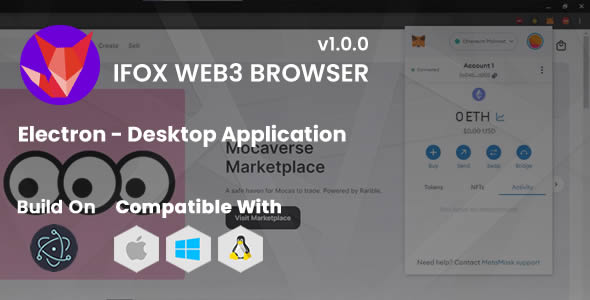 v1.0.0
IFOX WEB3 BROWSER
Electron - Desktop Application
Build On Compatible With
Create Sell
Mocaverse
Marketplace
A safe haven for Mocas to trade. Powered by Rarible.
Visit Marketplace
Ethereum Mainnet
Connected
Account 1
0 ETH
$0.00 USD
Buy Send Swap Bridge
Tokens NFTs Activity
Need help? Contact MetaMask support